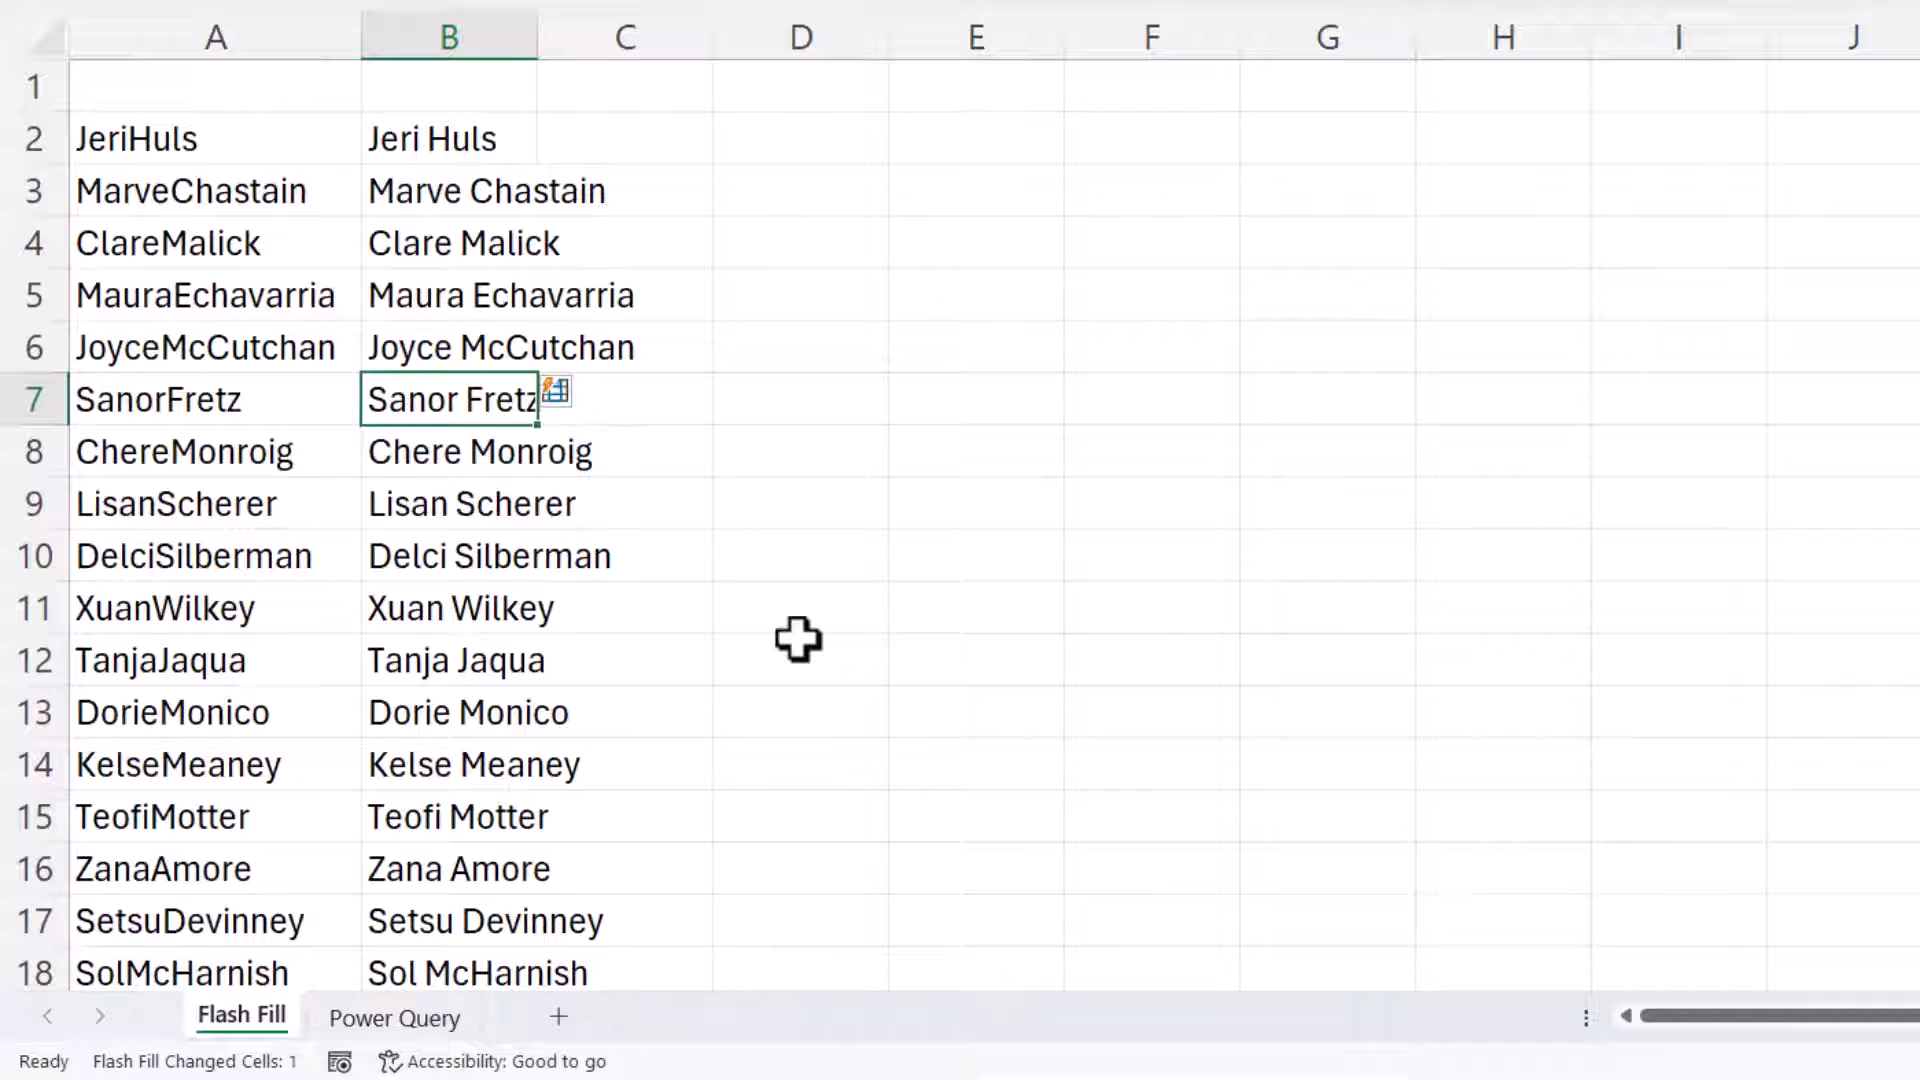 A B C D E F G H I J
1
2 JeriHuls Jeri Huls
3 MarveChastain Marve Chastain
4 ClareMalick Clare Malick
5 MauraEchavarria Maura Echavarria
6 JoyceMcCutchan Joyce McCutchan
7 SanorFretz Sanor Fretz
8 ChereMonroig Chere Monroig
9 LisanScherer Lisan Scherer
10 DelciSilberman Delci Silberman
11 XuanWilkey Xuan Wilkey
12 TanjaJaqua Tanja Jaqua
13 DorieMonico Dorie Monico
14 KelseMeaney Kelse Meaney
15 TeofiMotter Teofi Motter
16 ZanaAmore Zana Amore
17 SetsuDevinney Setsu Devinney
18 SolMcHarnish Sol McHarnish
Flash Fill Power Query +
Ready Flash Fill Changed Cells: 1 Accessibility: Good to go